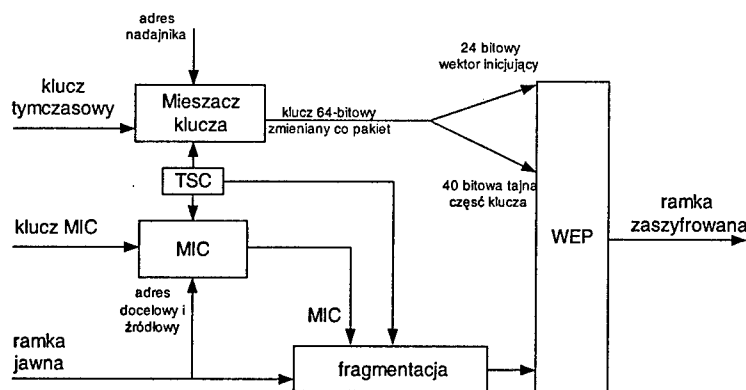 adres
nadajnika
klucz
tymczasowy
Mieszacz
klucza
klucz 64-bitowy
zmieniany co pakiet
24 bitowy
wektor inicjujący
40 bitowa tajna
część klucza
TSC
klucz MIC
MIC
WEP
ramka
zaszyfrowana
adres
docelowy i
źródłowy
MIC
ramka
jawna
fragmentacja